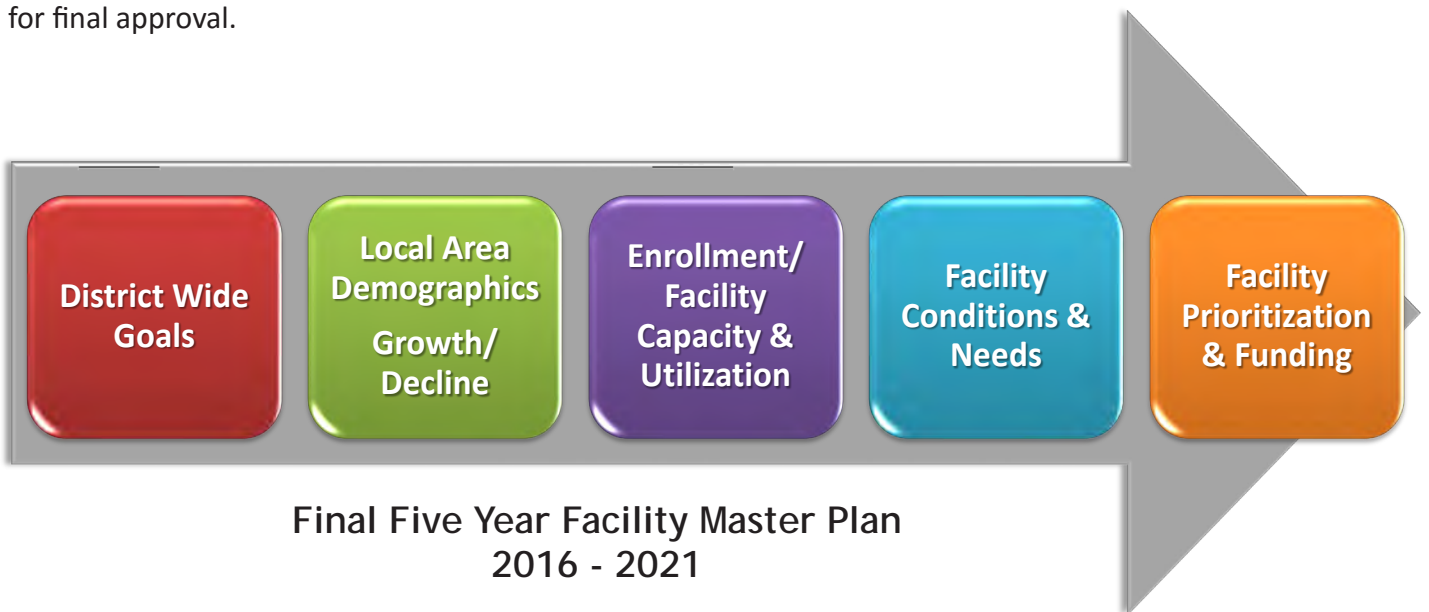 for final approval.
District Wide
Goals
Local Area
Demographics
Growth/
Decline
Enrollment/
Facility
Capacity &
Utilization
Facility
Conditions &
Needs
Facility
Prioritization
& Funding
Final Five Year Facility Master Plan
2016 - 2021